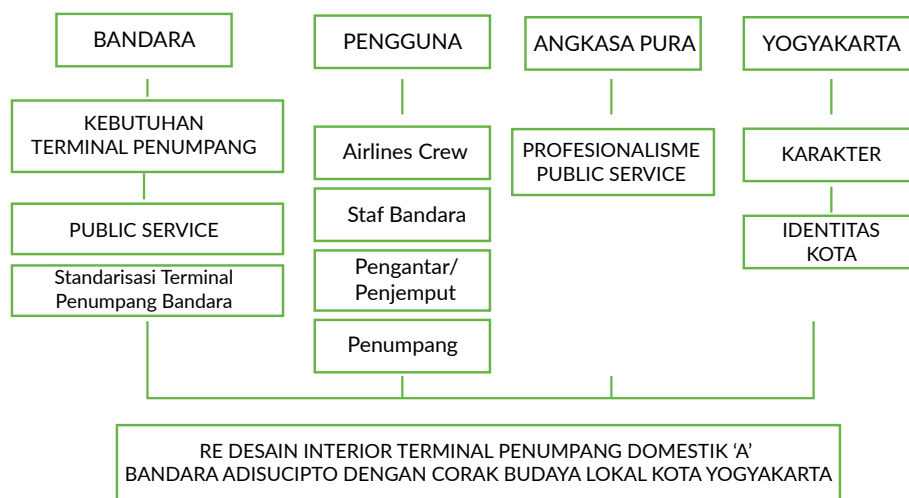 BANDARA
KEBUTUHAN
TERMINAL PENUMPANG
PUBLIC SERVICE
Standarisasi Terminal
Penumpang Bandara
PENGGUNA
Airlines Crew
Staf Bandara
Pengantar/
Penjemput
Penumpang
ANGKASA PURA
PROFESIONALISME
PUBLIC SERVICE
YOGYAKARTA
KARAKTER
IDENTITAS
KOTA
RE DESAIN INTERIOR TERMINAL PENUMPANG DOMESTIK ‘A’
BANDARA ADISUCIPTO DENGAN CORAK BUDAYA LOKAL KOTA YOGYAKARTA